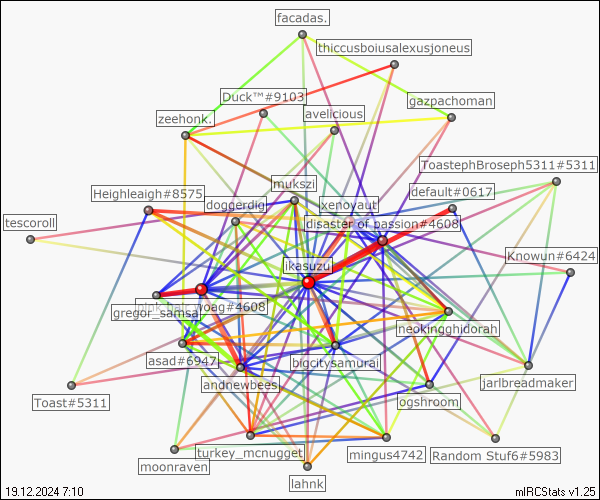 facadas.
thiccusboiusalexusjoneus
Duck™#9103
gazpachoman
avelicious
zeehonk.
ToastephBroseph5311#5311
mukszi
Heighleaigh#8575
default#0617
doggerdig
xenoyaut
disaster of passion#4608
tescoroll
Knowun#6424
ikasuzu
oag#4608
gregor_samsa
neokingghidorah
asad#6947
bigcitysamurai
andnewbees
jarlbreadmaker
Toast#5311
ogshroom
turkey_mcnugget
mingus4742
Random Stuf6#5983
moonraven
lahnk
19.12.2024 7:10
mIRCStats v1.25